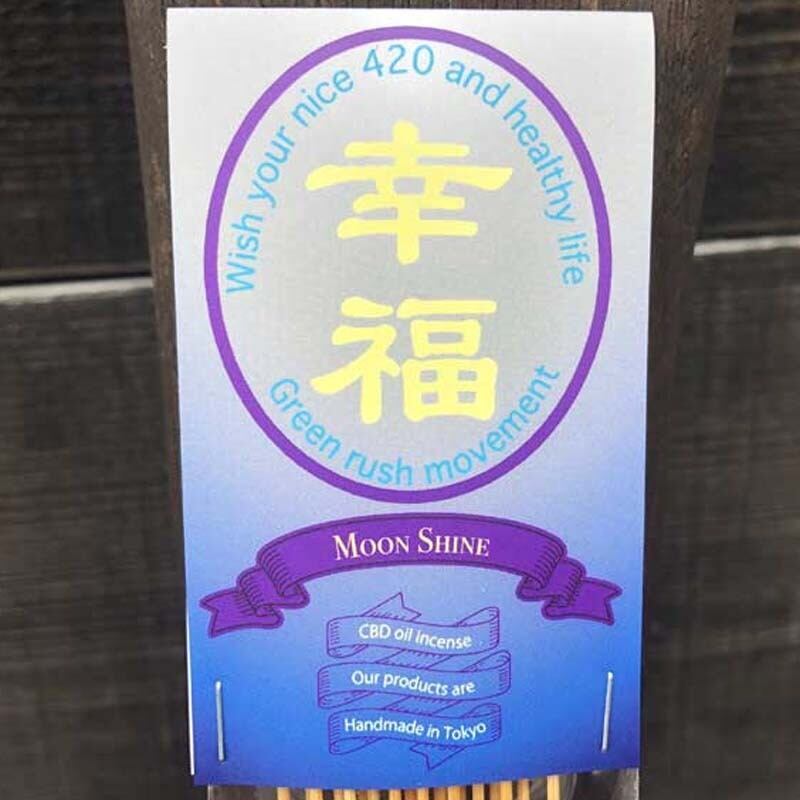 Wish your nice 420 and healthy life
幸
福
Green rush movement
MOON SHINE
CBD oil Incense
Our products are
Handmade in Tokyo